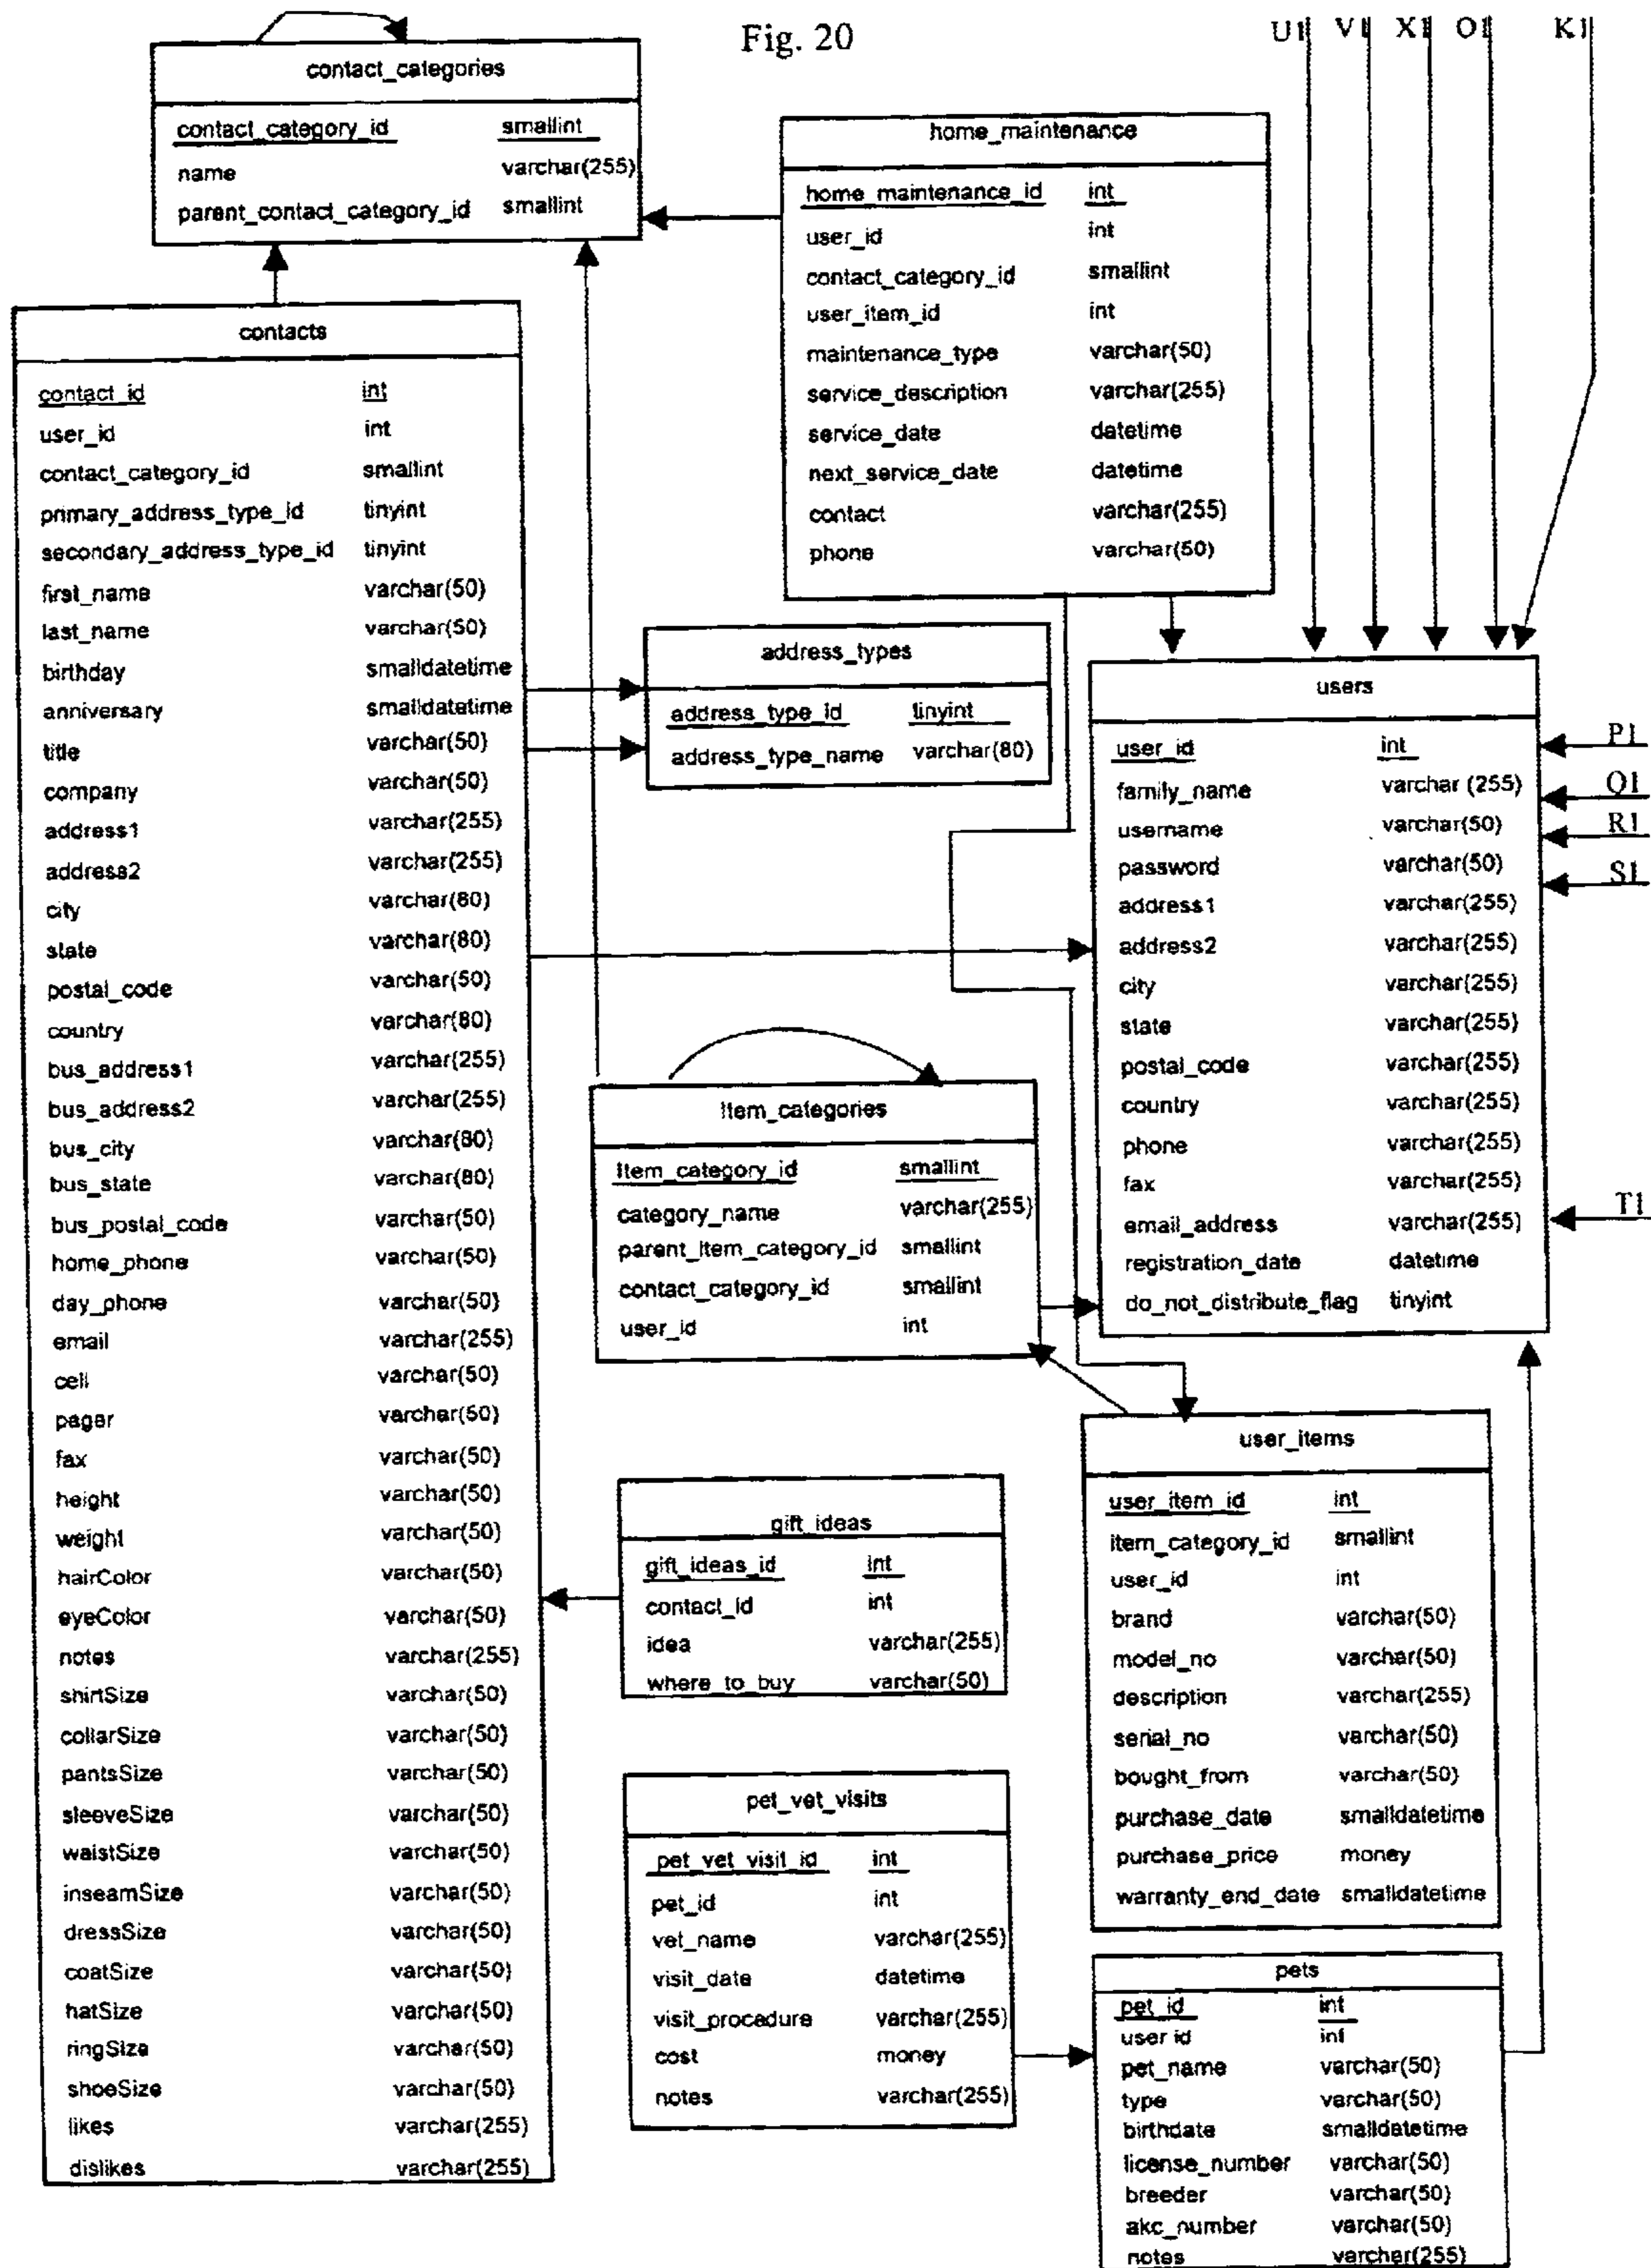 Fig. 20
U1 V1 X1 O1 K1
contact_categories
contact_category_id smallint
name varchar(255)
parent_contact_category_id smallint
home_maintenance
home_maintenance_id int
user_id int
contact_category_id smallint
user_item_id int
maintenance_type varchar(50)
service_description varchar(255)
service_date datetime
next_service_date datetime
contact varchar(255)
phone varchar(50)
contacts
contact_id int
user_id int
contact_category_id smallint
primary_address_type_id tinyint
secondary_address_type_id tinyint
first_name varchar(50)
last_name varchar(50)
birthday smalldatetime
anniversary smalldatetime
title varchar(50)
company varchar(50)
address1 varchar(255)
address2 varchar(255)
city varchar(80)
state varchar(80)
postal_code varchar(50)
country varchar(80)
bus_address1 varchar(255)
bus_address2 varchar(255)
bus_city varchar(80)
bus_state varchar(80)
bus_postal_code varchar(50)
home_phone varchar(50)
day_phone varchar(50)
email varchar(255)
cell varchar(50)
pager varchar(50)
fax varchar(50)
height varchar(50)
weight varchar(50)
hairColor varchar(50)
eyeColor varchar(50)
notes varchar(255)
shirtSize varchar(50)
collarSize varchar(50)
pantsSize varchar(50)
sleeveSize varchar(50)
waistSize varchar(50)
inseamSize varchar(50)
dressSize varchar(50)
coatSize varchar(50)
hatSize varchar(50)
ringSize varchar(50)
shoeSize varchar(50)
likes varchar(255)
dislikes varchar(255)
address_types
address_type_id tinyint
address_type_name varchar(80)
users
user_id int
family_name varchar (255)
username varchar(50)
password varchar(50)
address1 varchar(255)
address2 varchar(255)
city varchar(255)
state varchar(255)
postal_code varchar(255)
country varchar(255)
phone varchar(255)
fax varchar(255)
email_address varchar(255)
registration_date datetime
do_not_distribute_flag tinyint
P1
Q1
R1
S1
T1
Item_categories
Item_category_id smallint
category_name varchar(255)
parent_Item_category_id smallint
contact_category_id smallint
user_id int
user_items
user_item_id int
item_category_id smallint
user_id int
brand varchar(50)
model_no varchar(50)
description varchar(255)
serial_no varchar(50)
bought_from varchar(50)
purchase_date smalldatetime
purchase_price money
warranty_end_date smalldatetime
gift_ideas
gift_ideas_id int
contact_id int
idea varchar(255)
where_to_buy varchar(50)
pet_vet_visits
pet_vet_visit_id int
pet_id int
vet_name varchar(255)
visit_date datetime
visit_procedure varchar(255)
cost money
notes varchar(255)
pets
pet_id int
user id int
pet_name varchar(50)
type varchar(50)
birthdate smalldatetime
license_number varchar(50)
breeder varchar(50)
akc_number varchar(50)
notes varchar(255)